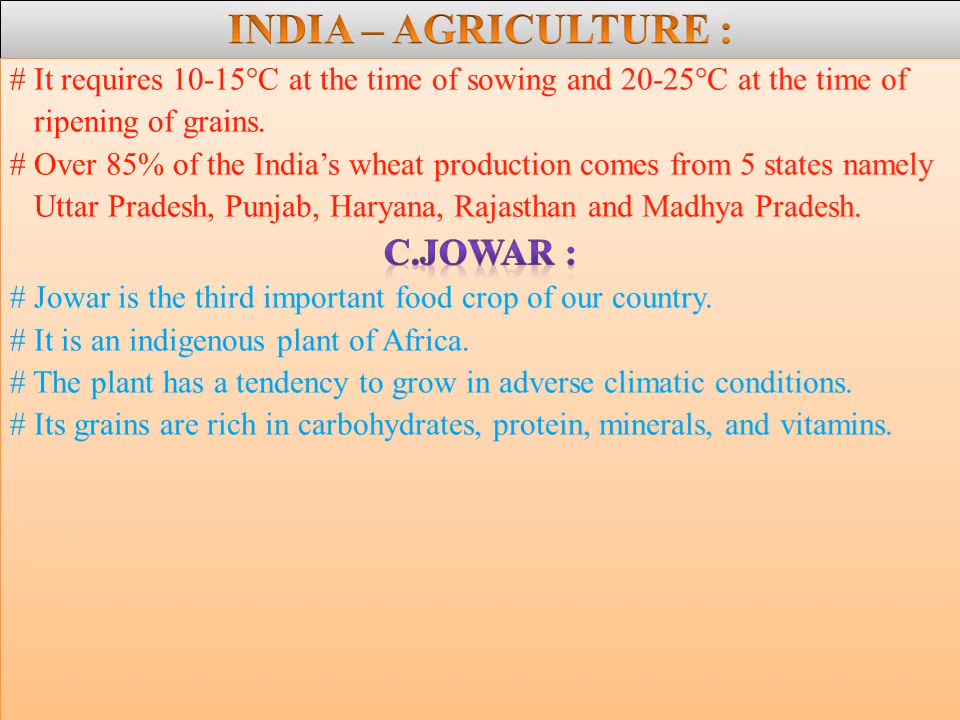 INDIA – AGRICULTURE :
# It requires 10-15°C at the time of sowing and 20-25°C at the time of
ripening of grains.
# Over 85% of the India’s wheat production comes from 5 states namely
Uttar Pradesh, Punjab, Haryana, Rajasthan and Madhya Pradesh.
C.JOWAR :
# Jowar is the third important food crop of our country.
# It is an indigenous plant of Africa.
# The plant has a tendency to grow in adverse climatic conditions.
# Its grains are rich in carbohydrates, protein, minerals, and vitamins.